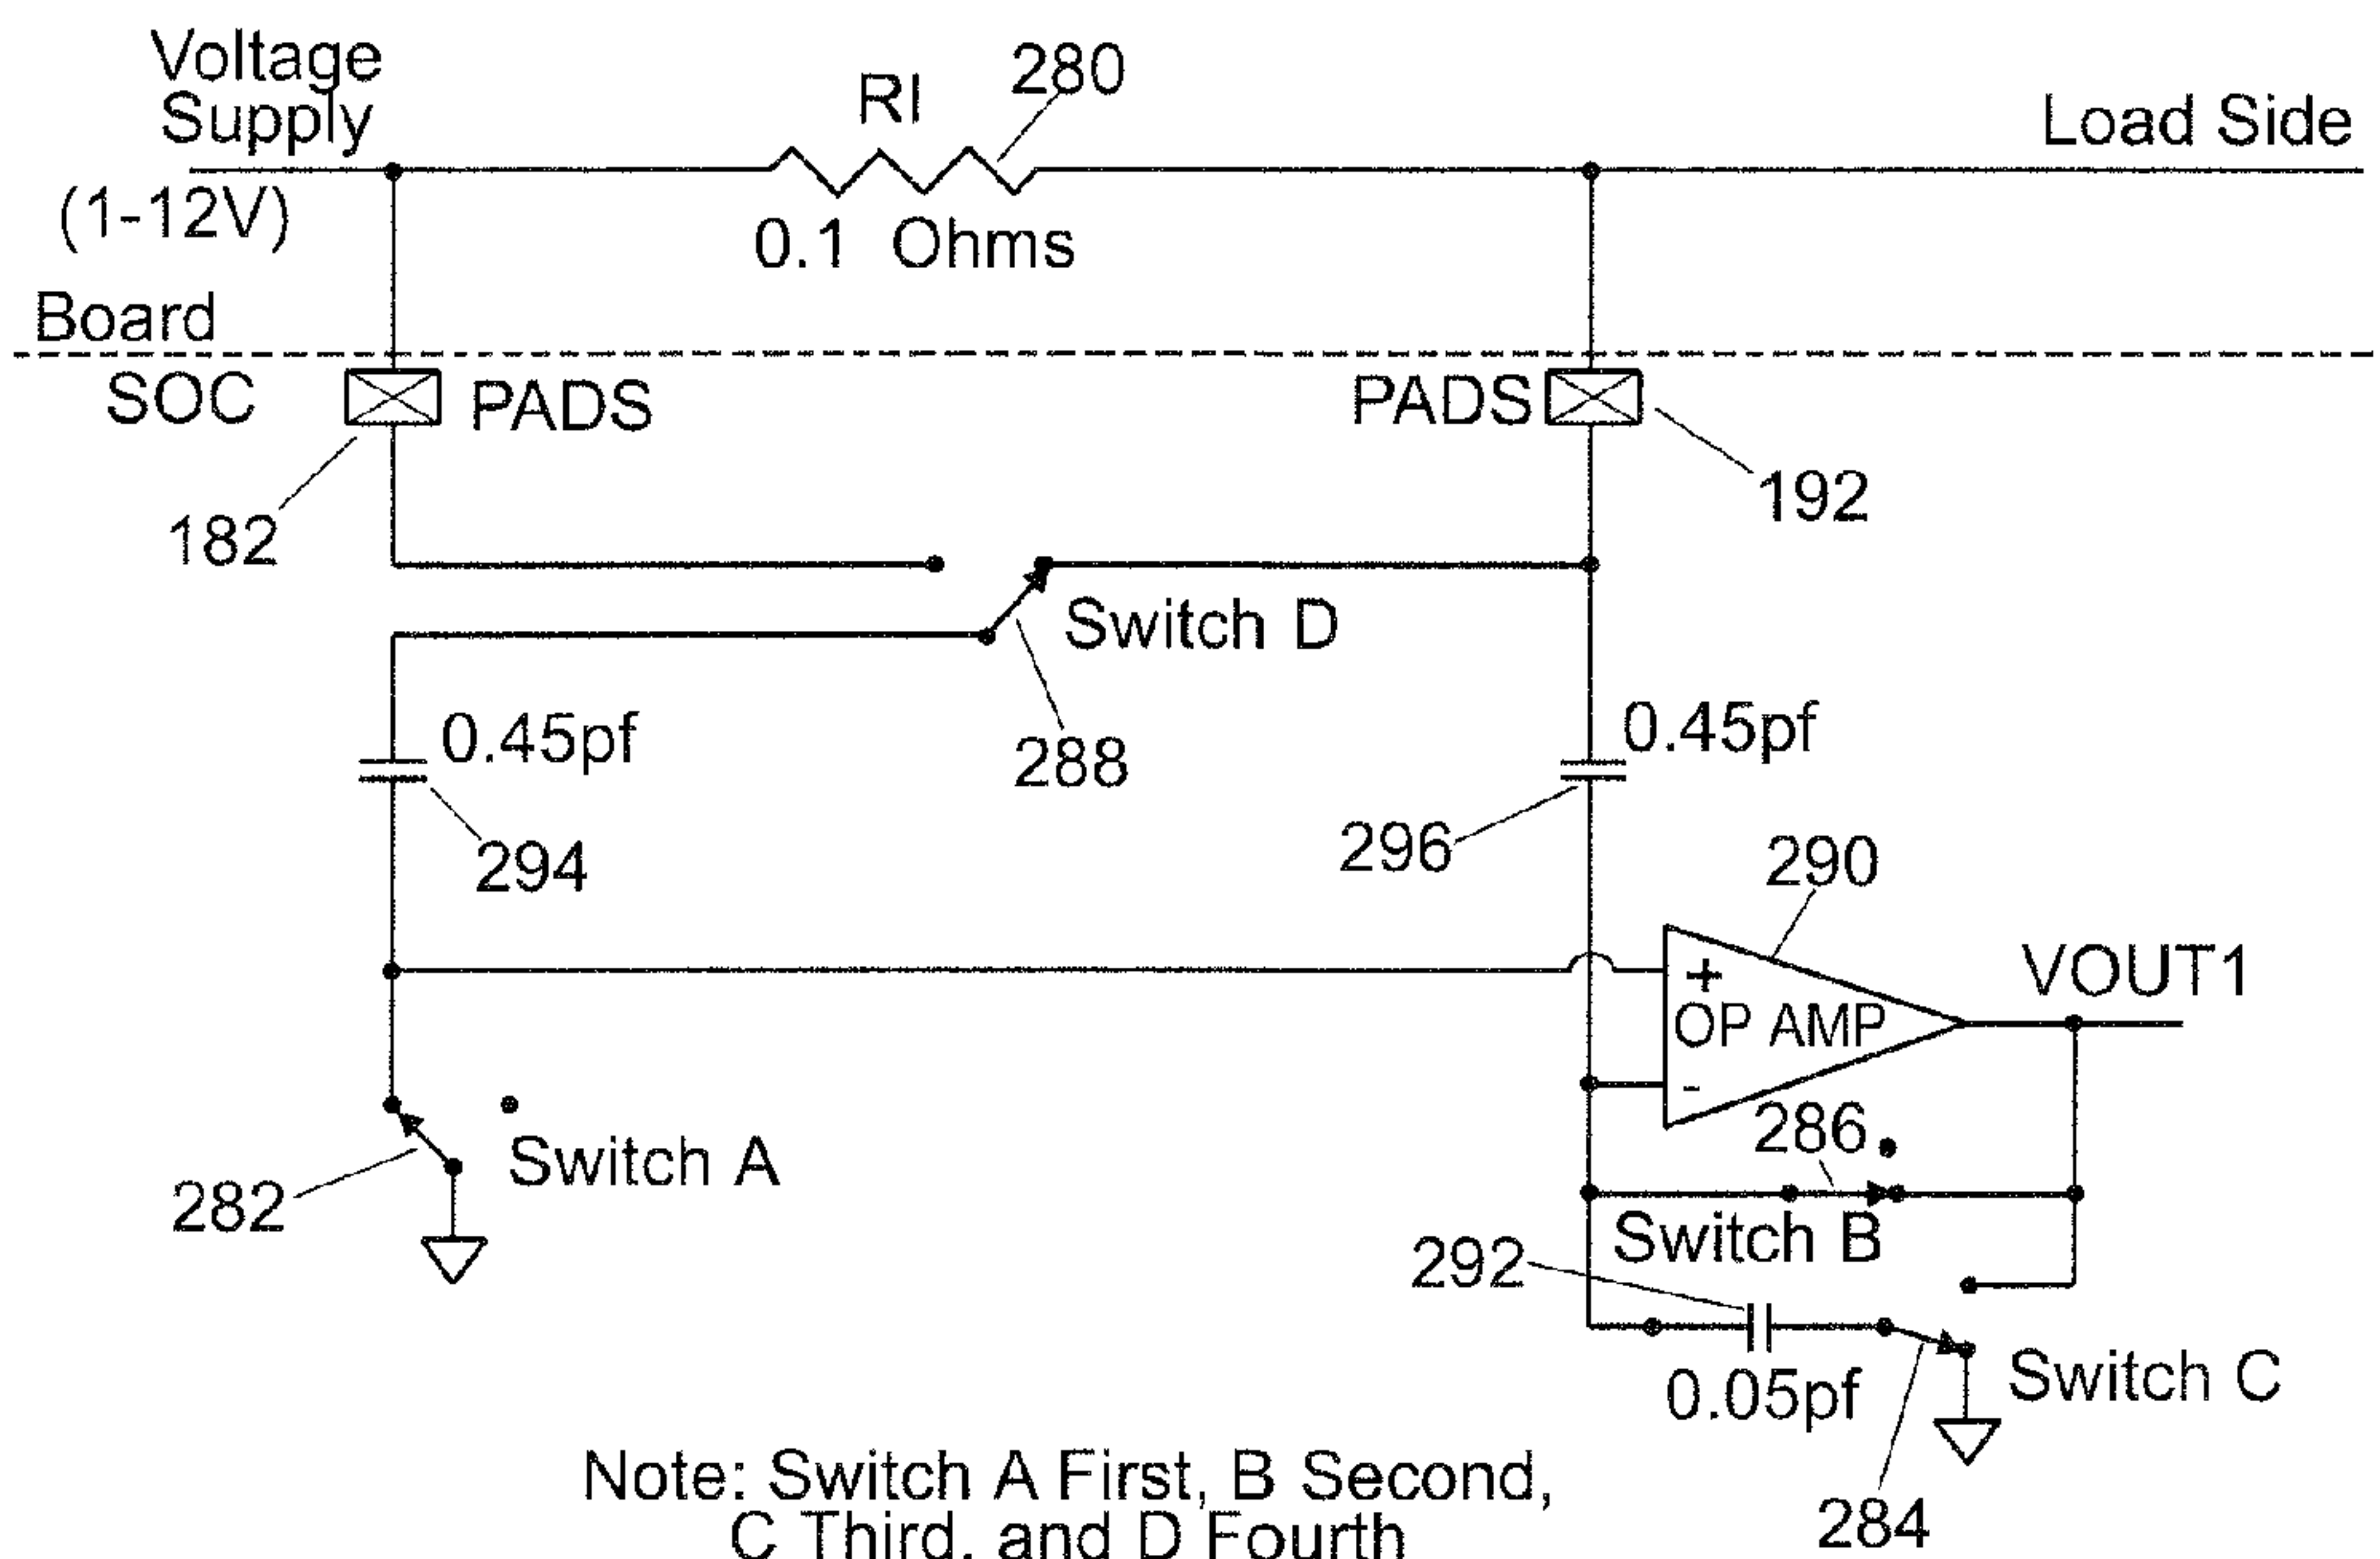 Voltage
Supply
(1-12V)
RI
280
0.1 Ohms
Load Side
Board
SOC
PADS
182
PADS
192
Switch D
288
0.45pf
294
0.45pf
296
290
+
OP AMP
-
VOUT1
Switch A
282
286
Switch B
292
0.05pf
Switch C
284
Note: Switch A First, B Second,
C Third, and D Fourth